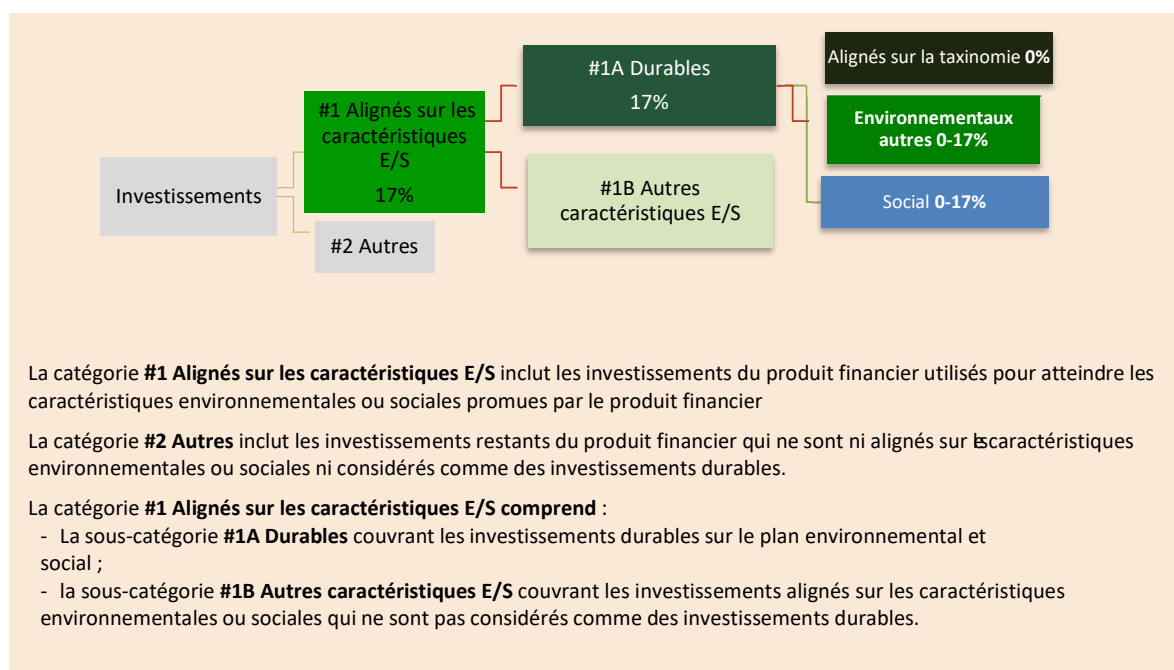 Investissements
#1 Alignés sur les
caractéristiques
E/S
17%
#2 Autres
#1A Durables
17%
#1B Autres
caractéristiques E/S
Alignés sur la taxinomie 0%
Environnementaux
autres 0-17%
Social 0-17%
La catégorie #1 Alignés sur les caractéristiques E/S inclut les investissements du produit financier utilisés pour atteindre les
caractéristiques environnementales ou sociales promues par le produit financier
La catégorie #2 Autres inclut les investissements restants du produit financier qui ne sont ni alignés sur les caractéristiques
environnementales ou sociales ni considérés comme des investissements durables.
La catégorie #1 Alignés sur les caractéristiques E/S comprend :
- La sous-catégorie #1A Durables couvrant les investissements durables sur le plan environnemental et
social ;
- la sous-catégorie #1B Autres caractéristiques E/S couvrant les investissements alignés sur les caractéristiques
environnementales ou sociales qui ne sont pas considérés comme des investissements durables.